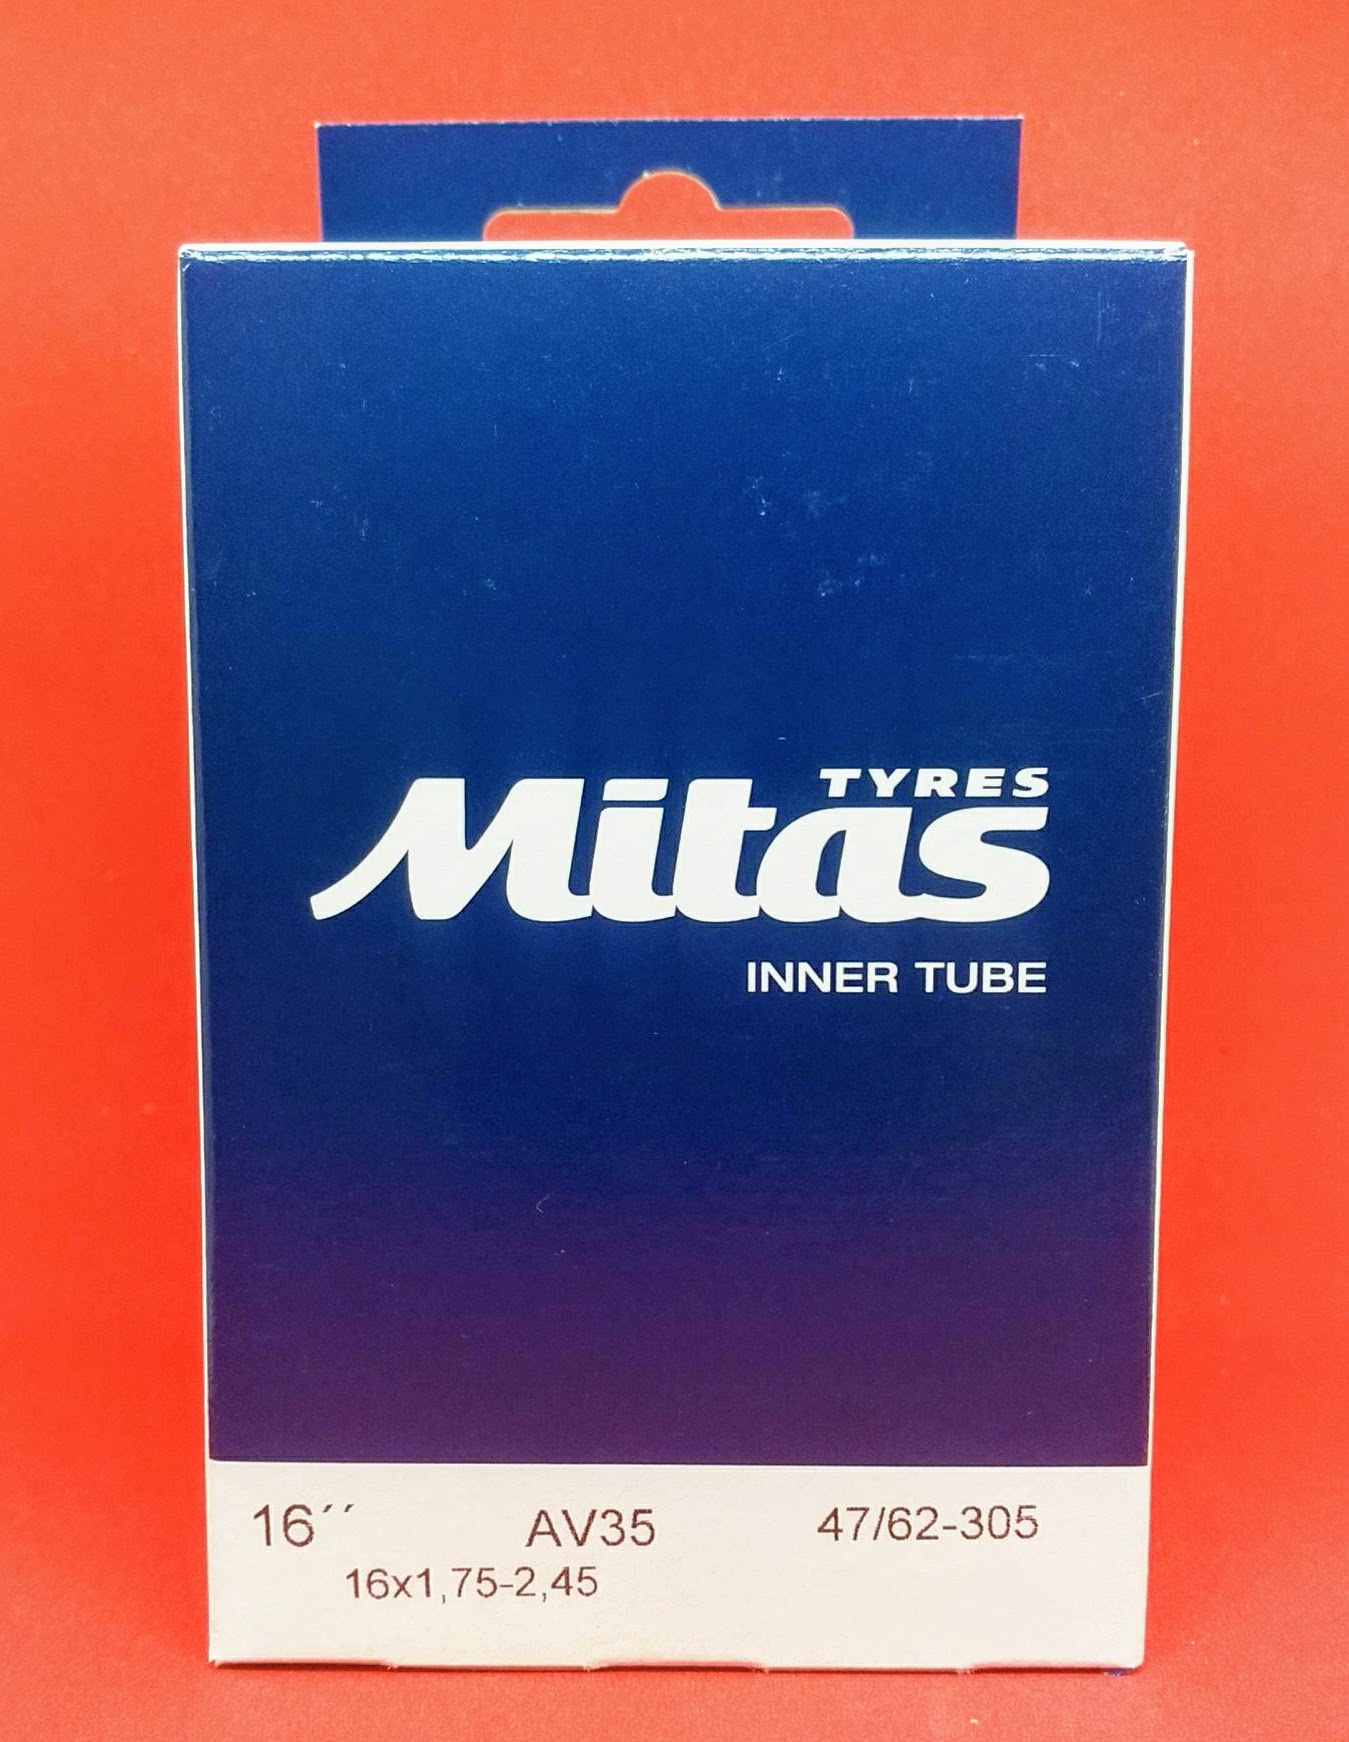 TYRES
Mitas
INNER TUBE
16´´ AV35 47/62-305
16x1,75-2,45